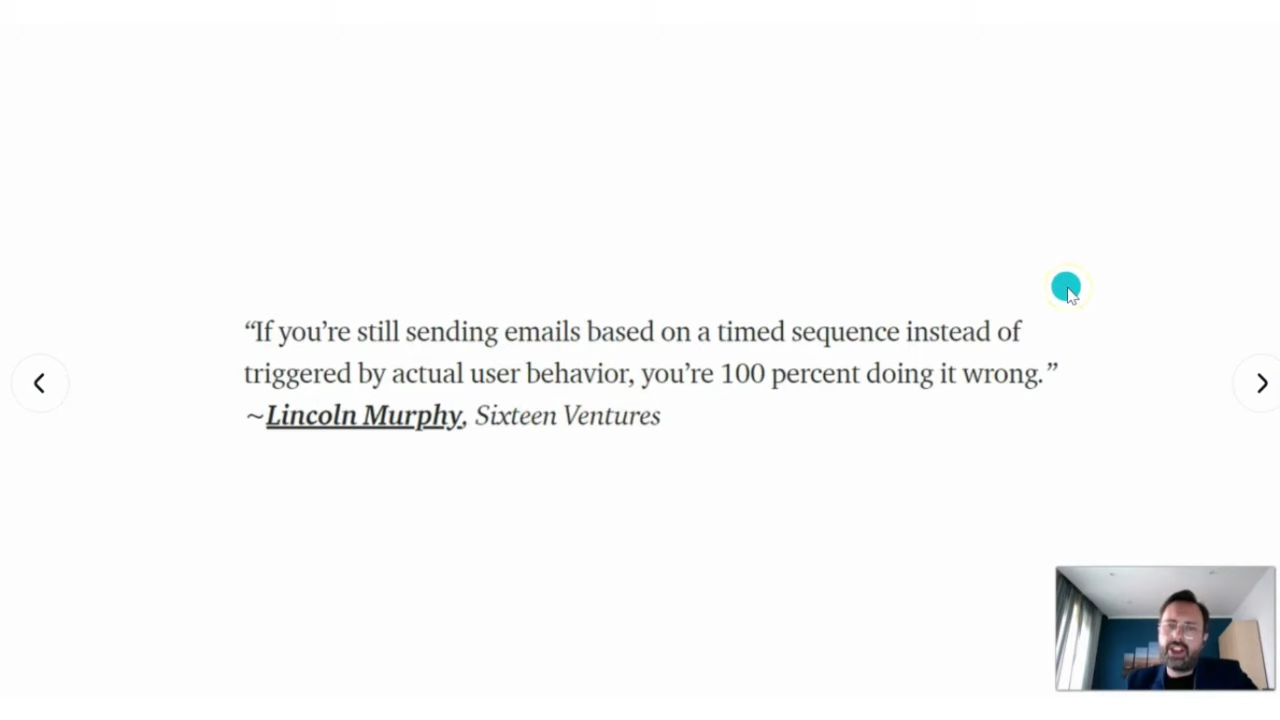 “If you’re still sending emails based on a timed sequence instead of
triggered by actual user behavior, you’re 100 percent doing it wrong.”
~Lincoln Murphy, Sixteen Ventures